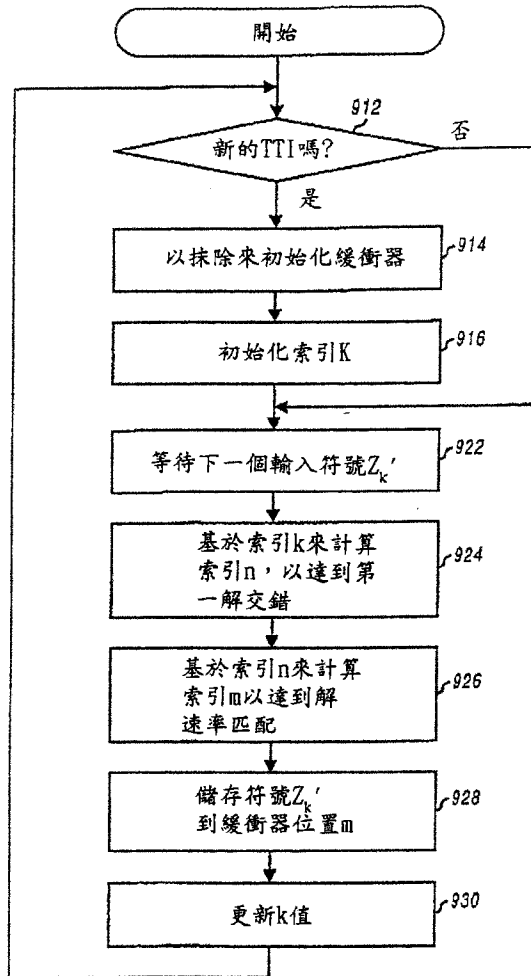 開始
912
新的TTI嗎?
否
是
以抹除來初始化緩衝器
914
初始化索引K
916
等待下一個輸入符號Zk'
922
基於索引k來計算
索引n,以達到第
一解交錯
924
基於索引n來計算
索引m以達到解
速率匹配
926
儲存符號Zk'
到緩衝器位置m
928
更新k值
930